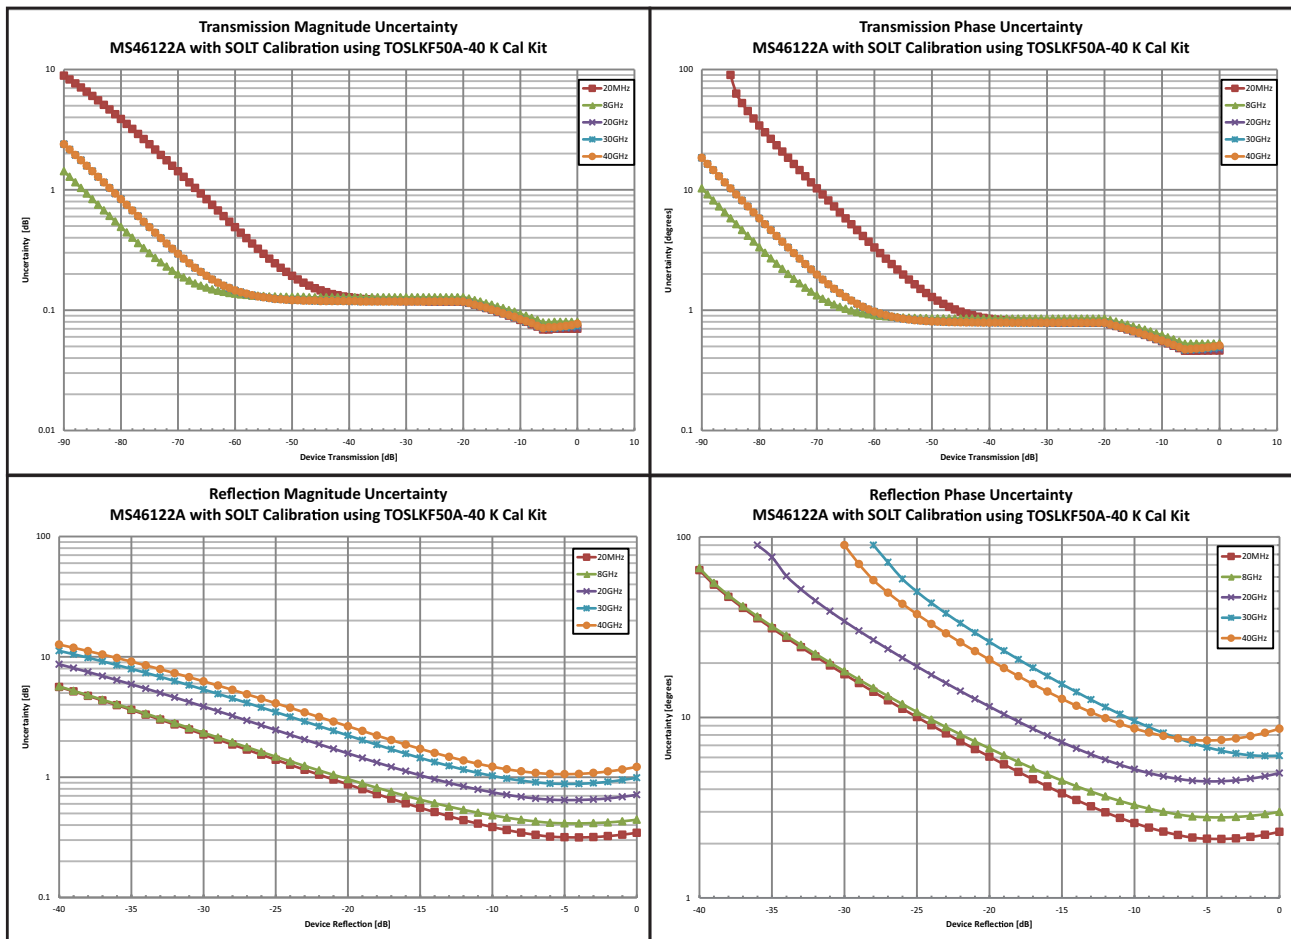 Transmission Magnitude Uncertainty
MS46122A with SOLT Calibration using TOSLKF50A-40 K Cal Kit
10
1
0.1
0.01
Uncertainty [dB]
20MHz
8GHz
20GHz
30GHz
40GHz
-90 -80 -70 -60 -50 -40 -30 -20 -10 0 10
Device Transmission [dB]
Transmission Phase Uncertainty
MS46122A with SOLT Calibration using TOSLKF50A-40 K Cal Kit
100
10
1
0.1
Uncertainty [degrees]
20MHz
8GHz
20GHz
30GHz
40GHz
-90 -80 -70 -60 -50 -40 -30 -20 -10 0 10
Device Transmission [dB]
Reflection Magnitude Uncertainty
MS46122A with SOLT Calibration using TOSLKF50A-40 K Cal Kit
100
10
1
0.1
Uncertainty [dB]
20MHz
8GHz
20GHz
30GHz
40GHz
-40 -35 -30 -25 -20 -15 -10 -5 0
Device Reflection [dB]
Reflection Phase Uncertainty
MS46122A with SOLT Calibration using TOSLKF50A-40 K Cal Kit
100
10
1
Uncertainty [degrees]
20MHz
8GHz
20GHz
30GHz
40GHz
-40 -35 -30 -25 -20 -15 -10 -5 0
Device Reflection [dB]